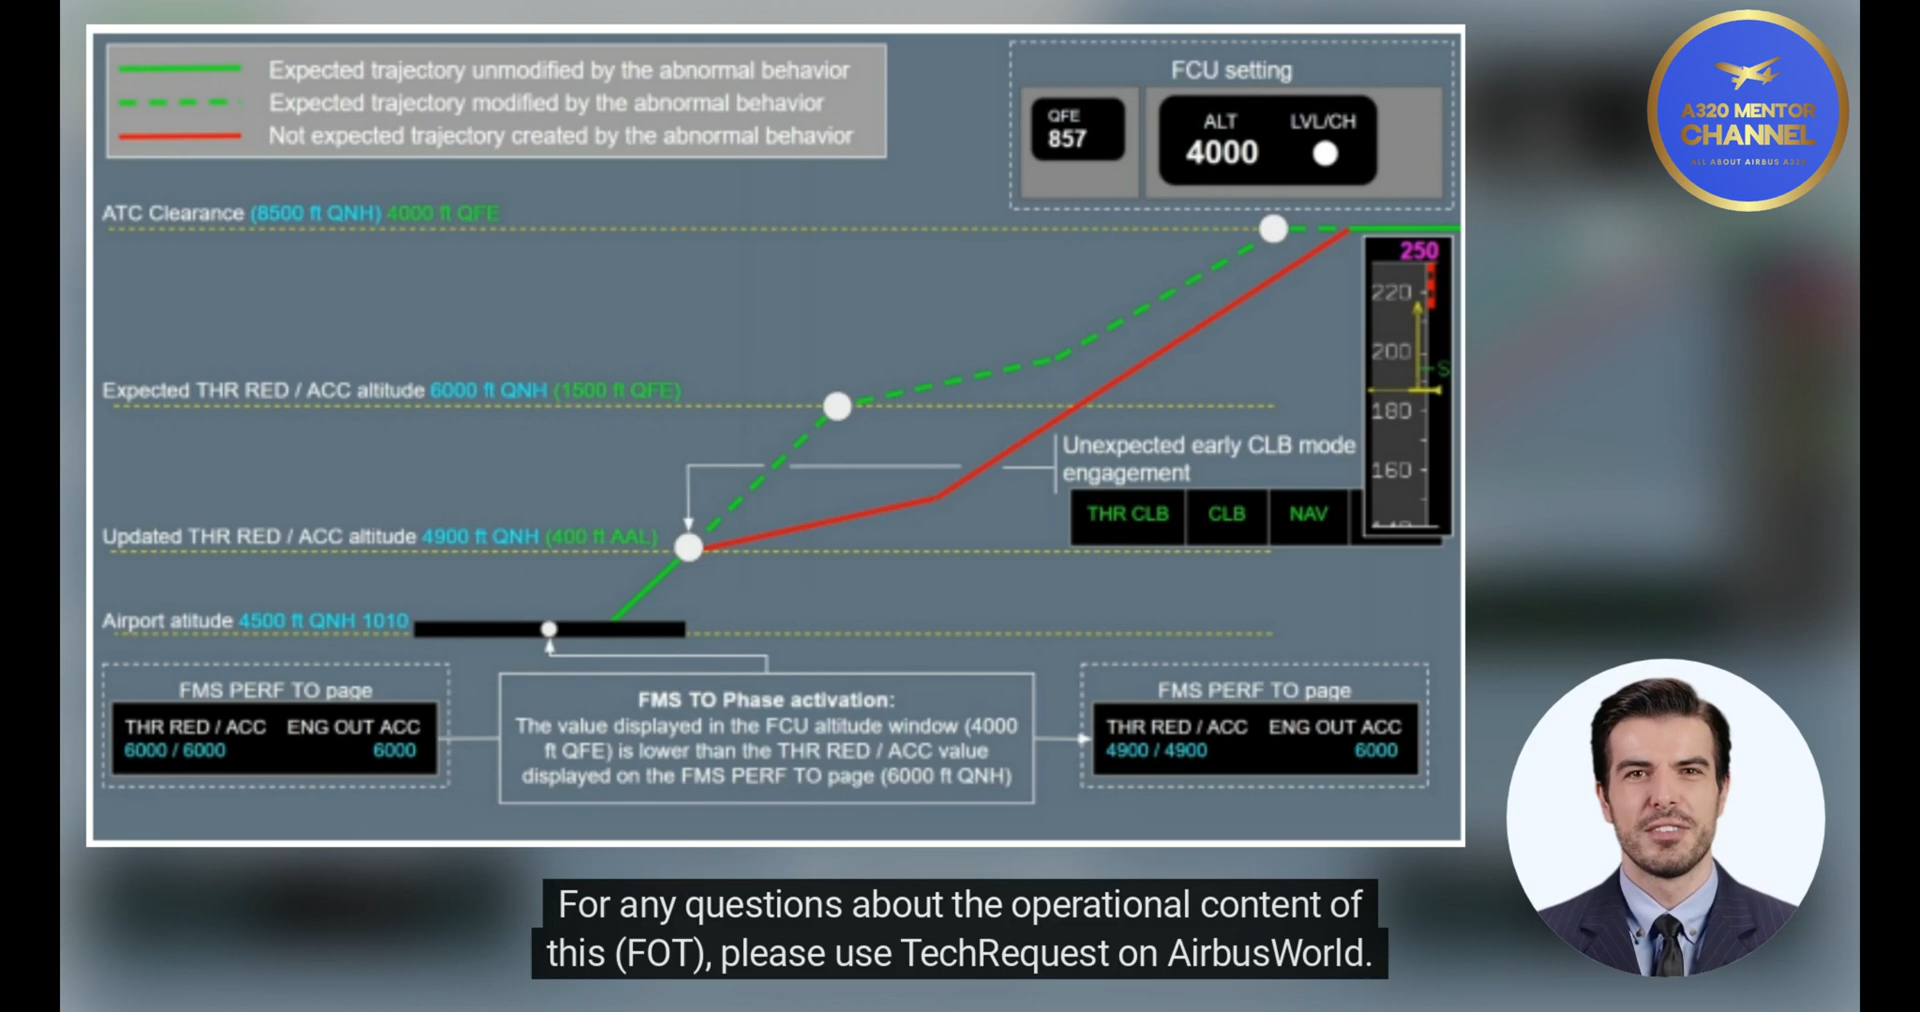 Expected trajectory unmodified by the abnormal behavior
Expected trajectory modified by the abnormal behavior
Not expected trajectory created by the abnormal behavior
FCU setting
QFE
857
ALT
4000
LVL/CH
A320 MENTOR
CHANNEL
ALL ABOUT AIRBUS A320
ATC Clearance (8500 ft QNH) 4000 ft QFE
250
220
200
S
180
160
Expected THR RED / ACC altitude 6000 ft QNH (1500 ft QFE)
Unexpected early CLB mode
engagement
THR CLB
CLB
NAV
Updated THR RED / ACC altitude 4900 ft QNH (400 ft AAL)
Airport atitude 4500 ft QNH 1010
FMS PERF TO page
THR RED / ACC ENG OUT ACC
6000 / 6000 6000
FMS TO Phase activation:
The value displayed in the FCU altitude window (4000
ft QFE) is lower than the THR RED / ACC value
displayed on the FMS PERF TO page (6000 ft QNH)
FMS PERF TO page
THR RED / ACC ENG OUT ACC
4900 / 4900 6000
For any questions about the operational content of
this (FOT), please use TechRequest on AirbusWorld.